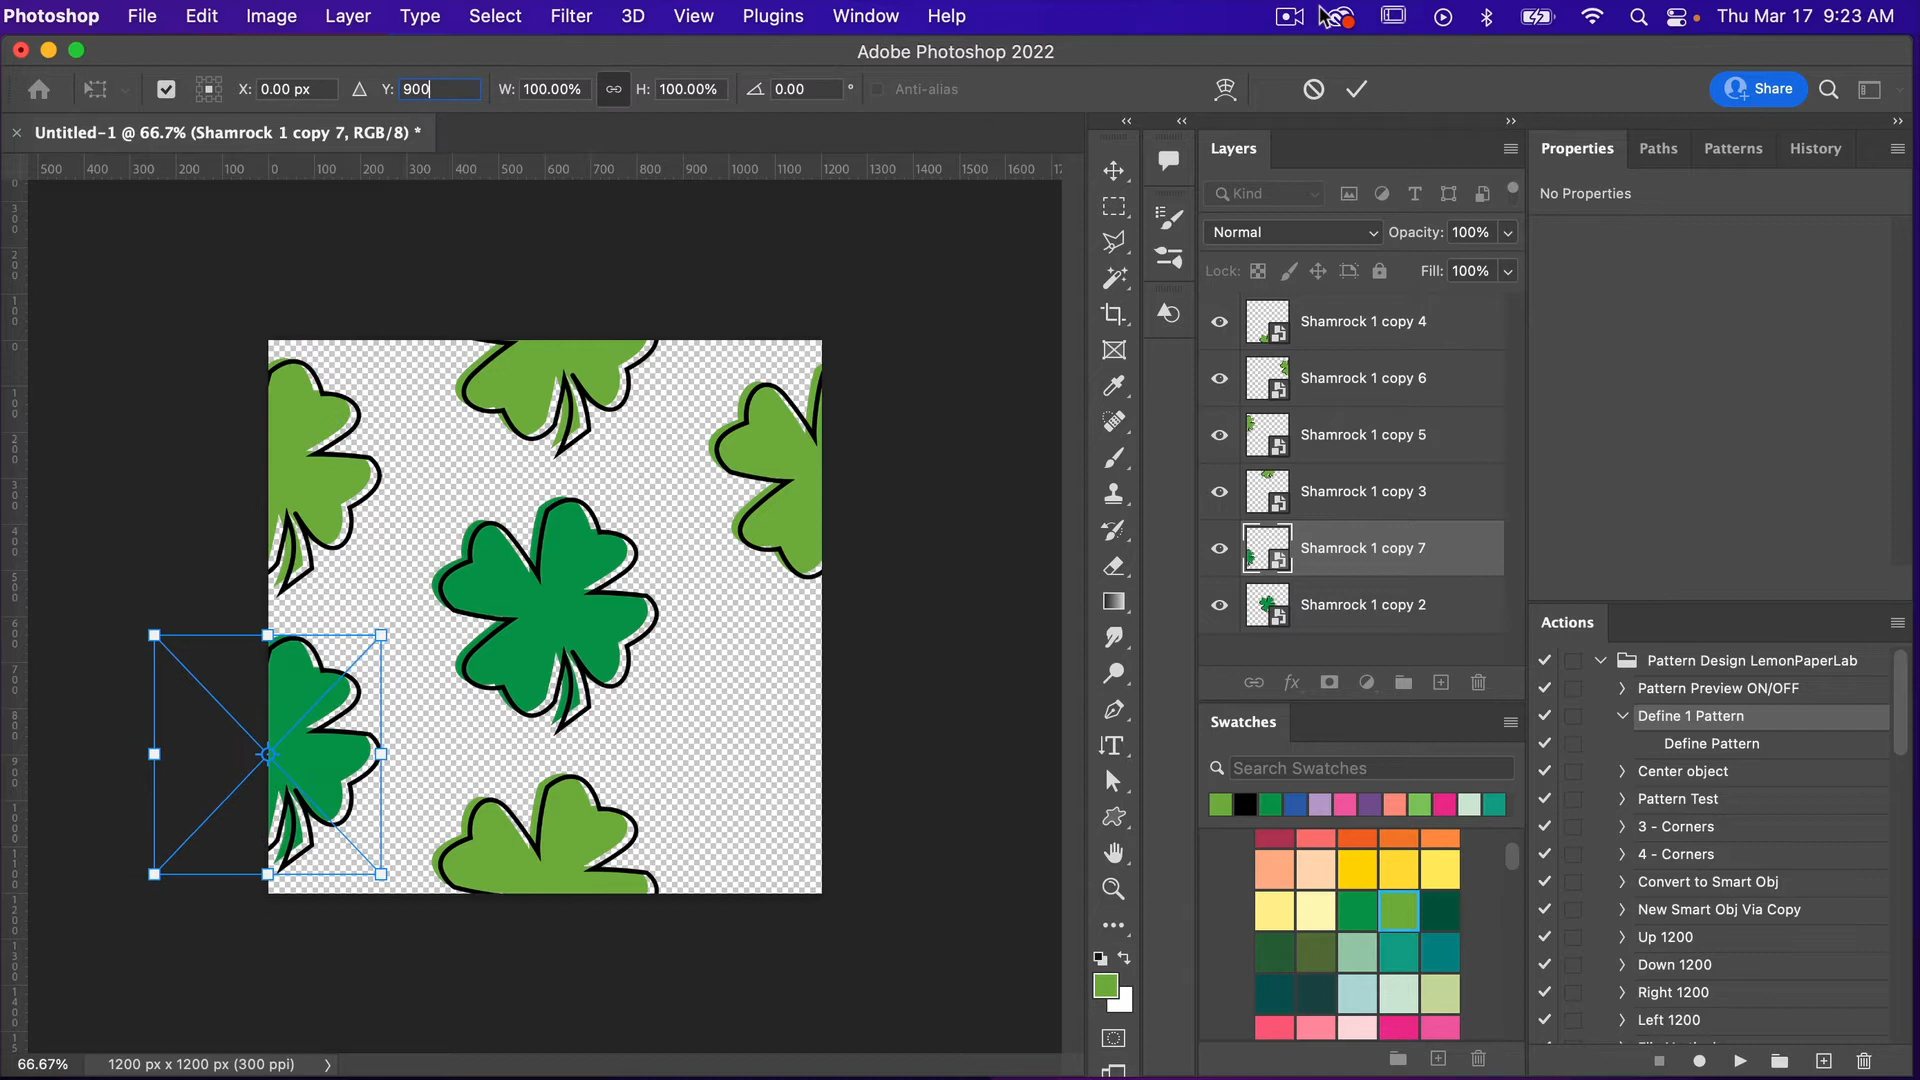 Photoshop File Edit Image Layer Type Select Filter 3D View Plugins Window Help Thu Mar 17 9:23 AM
Adobe Photoshop 2022
X: 0.00 px Y: 900 W: 100.00% H: 100.00% 0.00 ° Anti-alias Share
Untitled-1 @ 66.7% (Shamrock 1 copy 7, RGB/8) *
500 400 300 200 100 0 100 200 300 400 500 600 700 800 900 1000 1100 1200 1300 1400 1500 1600
Layers
Kind
Normal Opacity: 100%
Lock: Fill: 100%
Shamrock 1 copy 4
Shamrock 1 copy 6
Shamrock 1 copy 5
Shamrock 1 copy 3
Shamrock 1 copy 7
Shamrock 1 copy 2
fx
Swatches
Search Swatches
Properties Paths Patterns History
No Properties
Actions
Pattern Design LemonPaperLab
Pattern Preview ON/OFF
Define 1 Pattern
Define Pattern
Center object
Pattern Test
3 - Corners
4 - Corners
Convert to Smart Obj
New Smart Obj Via Copy
Up 1200
Down 1200
Right 1200
Left 1200
66.67% 1200 px x 1200 px (300 ppi)